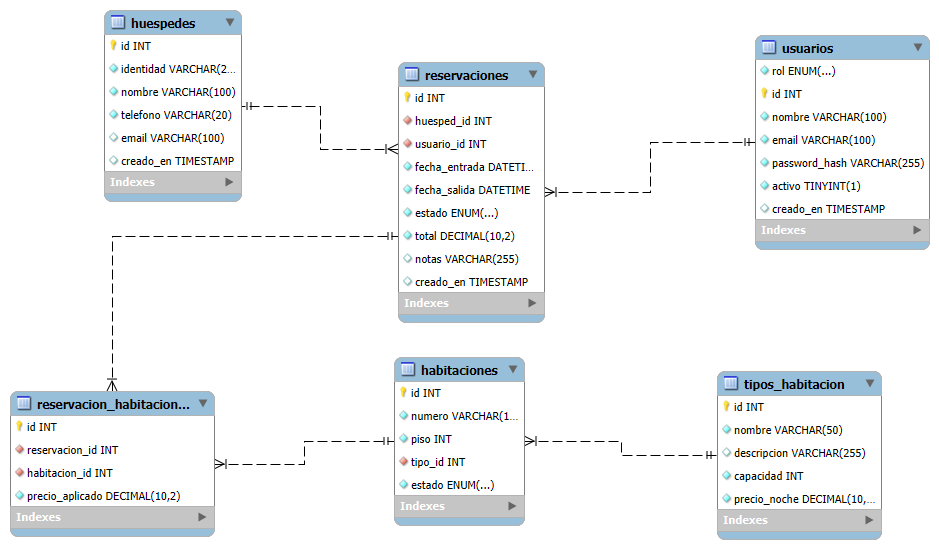 huespedes
id INT
identidad VARCHAR(2...
nombre VARCHAR(100)
telefono VARCHAR(20)
email VARCHAR(100)
creado_en TIMESTAMP
Indexes
reservaciones
id INT
huesped_id INT
usuario_id INT
fecha_entrada DATETI...
fecha_salida DATETIME
estado ENUM(...)
total DECIMAL(10,2)
notas VARCHAR(255)
creado_en TIMESTAMP
Indexes
usuarios
rol ENUM(...)
id INT
nombre VARCHAR(100)
email VARCHAR(100)
password_hash VARCHAR(255)
activo TINYINT(1)
creado_en TIMESTAMP
Indexes
reservacion_habitacion...
id INT
reservacion_id INT
habitacion_id INT
precio_aplicado DECIMAL(10,2)
Indexes
habitaciones
id INT
numero VARCHAR(1...
piso INT
tipo_id INT
estado ENUM(...)
Indexes
tipos_habitacion
id INT
nombre VARCHAR(50)
descripcion VARCHAR(255)
capacidad INT
precio_noche DECIMAL(10,...
Indexes